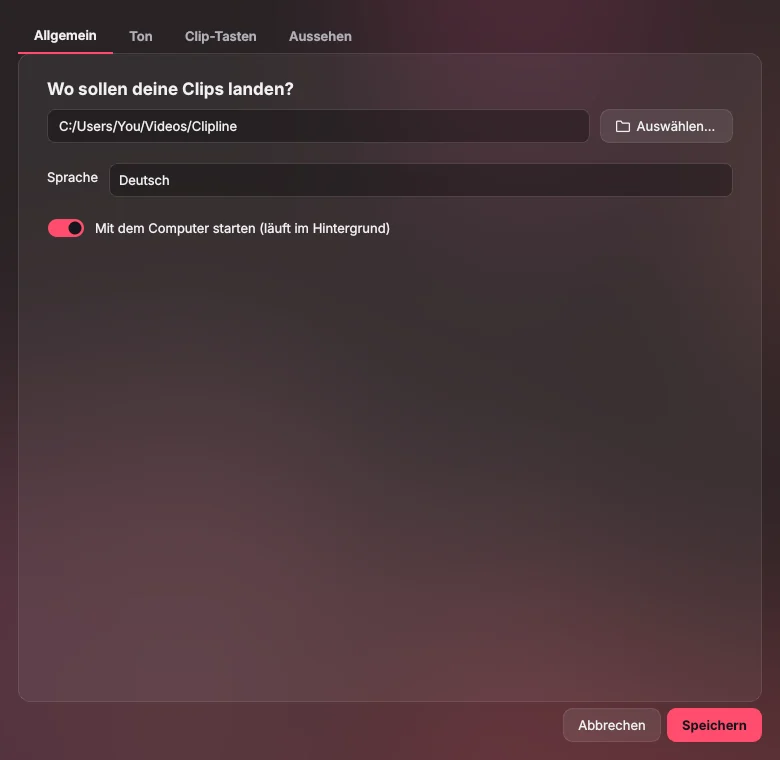 Allgemein Ton Clip-Tasten Aussehen
Wo sollen deine Clips landen?
C:/Users/You/Videos/Clipline Auswählen...
Sprache Deutsch
Mit dem Computer starten (läuft im Hintergrund)
Abbrechen Speichern